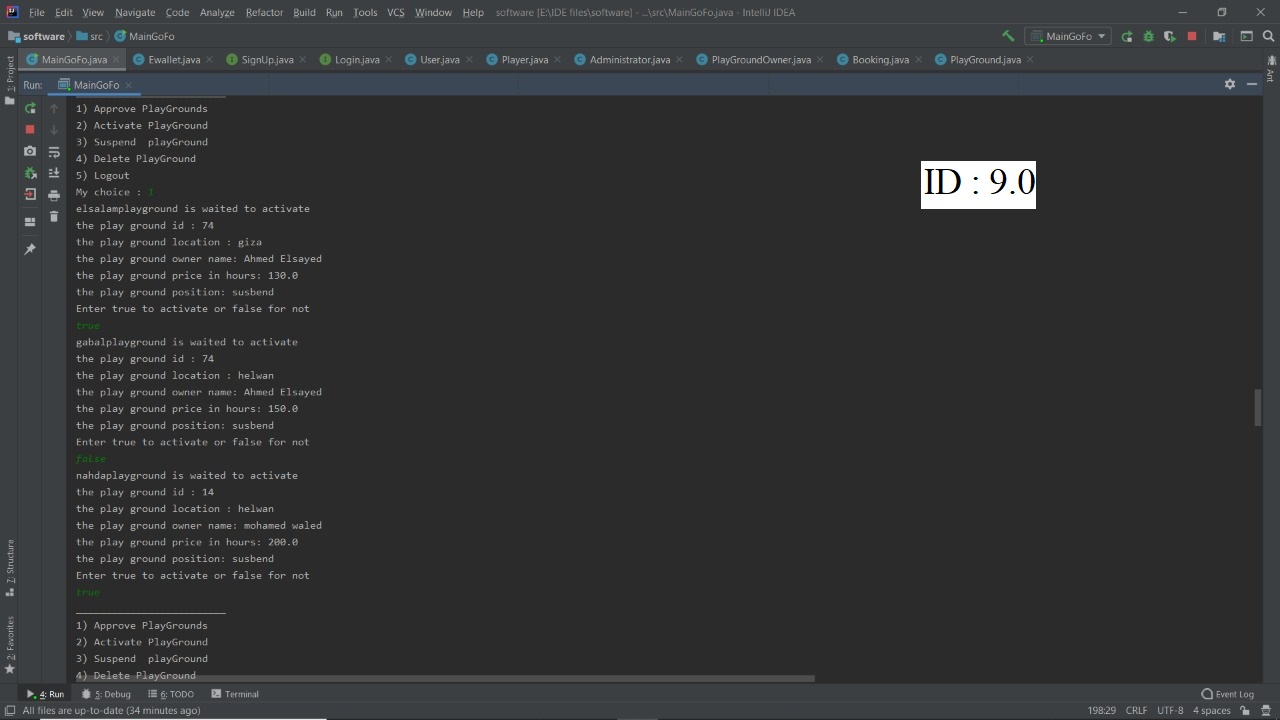 File Edit View Navigate Code Analyze Refactor Build Run Tools VCS Window Help software [E:\IDE files\software] - ...\src\MainGoFo.java - IntelliJ IDEA
software src MainGoFo MainGoFo
MainGoFo.java Ewallet.java SignUp.java Login.java User.java Player.java Administrator.java PlayGroundOwner.java Booking.java PlayGround.java
1: Project
Ant
Run: MainGoFo
1) Approve PlayGrounds
2) Activate PlayGround
3) Suspend  playGround
4) Delete PlayGround
5) Logout
My choice : 1
ID : 9.0
elsalamplayground is waited to activate
the play ground id : 74
the play ground location : giza
the play ground owner name: Ahmed Elsayed
the play ground price in hours: 130.0
the play ground position: susbend
Enter true to activate or false for not
true
gabalplayground is waited to activate
the play ground id : 74
the play ground location : helwan
the play ground owner name: Ahmed Elsayed
the play ground price in hours: 150.0
the play ground position: susbend
Enter true to activate or false for not
false
nahdaplayground is waited to activate
the play ground id : 14
the play ground location : helwan
the play ground owner name: mohamed waled
the play ground price in hours: 200.0
the play ground position: susbend
Enter true to activate or false for not
true
_________________________
1) Approve PlayGrounds
2) Activate PlayGround
3) Suspend  playGround
4) Delete PlayGround
7: Structure
2: Favorites
4: Run 5: Debug 6: TODO Terminal Event Log
All files are up-to-date (34 minutes ago) 198:29 CRLF UTF-8 4 spaces